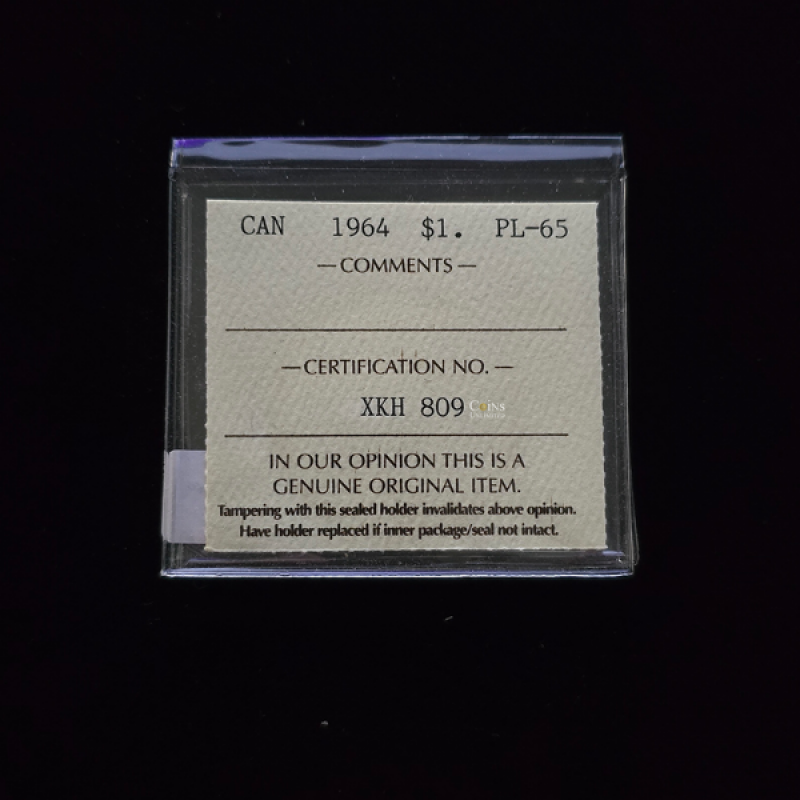 CAN 1964 $1. PL-65
— COMMENTS —
— CERTIFICATION NO. —
XKH 809
COINS
IN OUR OPINION THIS IS A
GENUINE ORIGINAL ITEM.
Tampering with this sealed holder invalidates above opinion.
Have holder replaced if inner package/seal not intact.